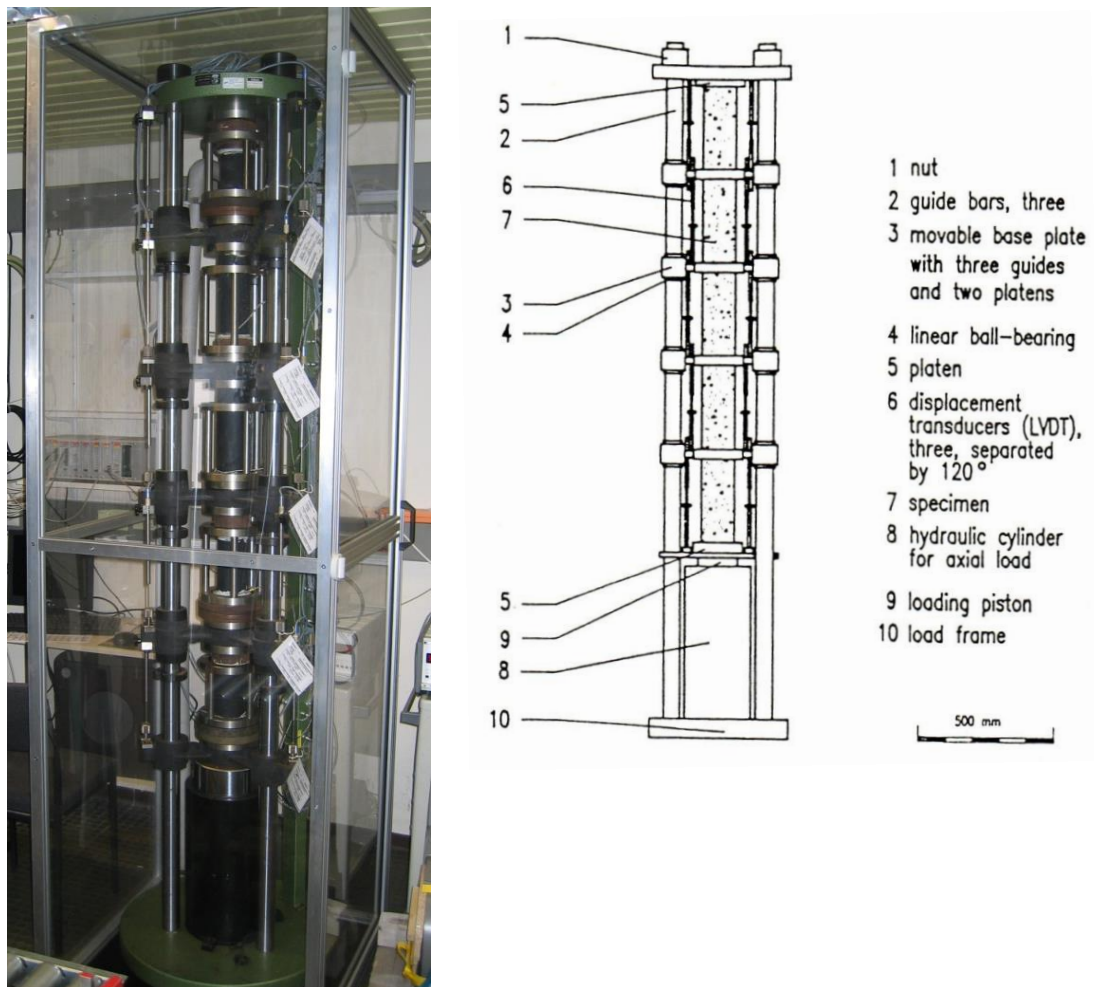 1
5
2
6
7
3
4
5
9
8
10
1 nut
2 guide bars, three
3 movable base plate
with three guides
and two platens
4 linear ball-bearing
5 platen
6 displacement
transducers (LVDT),
three, separated
by 120°
7 specimen
8 hydraulic cylinder
for axial load
9 loading piston
10 load frame
500 mm